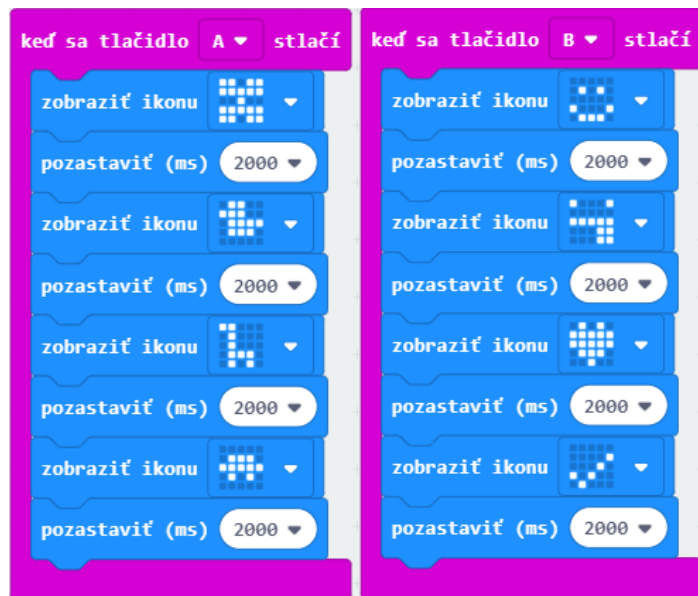 keď sa tlačidlo A stlačí
zobraziť ikonu
pozastaviť (ms) 2000
zobraziť ikonu
pozastaviť (ms) 2000
zobraziť ikonu
pozastaviť (ms) 2000
zobraziť ikonu
pozastaviť (ms) 2000
keď sa tlačidlo B stlačí
zobraziť ikonu
pozastaviť (ms) 2000
zobraziť ikonu
pozastaviť (ms) 2000
zobraziť ikonu
pozastaviť (ms) 2000
zobraziť ikonu
pozastaviť (ms) 2000